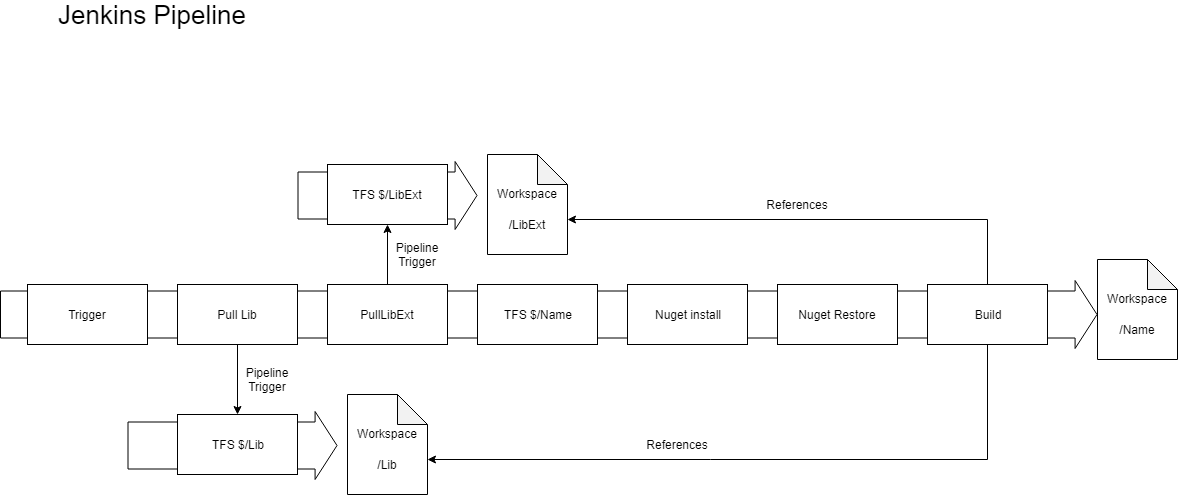 Jenkins Pipeline
TFS $/LibExt
Workspace
/LibExt
References
Pipeline
Trigger
Trigger
Pull Lib
PullLibExt
TFS $/Name
Nuget install
Nuget Restore
Build
Workspace
/Name
Pipeline
Trigger
TFS $/Lib
Workspace
/Lib
References